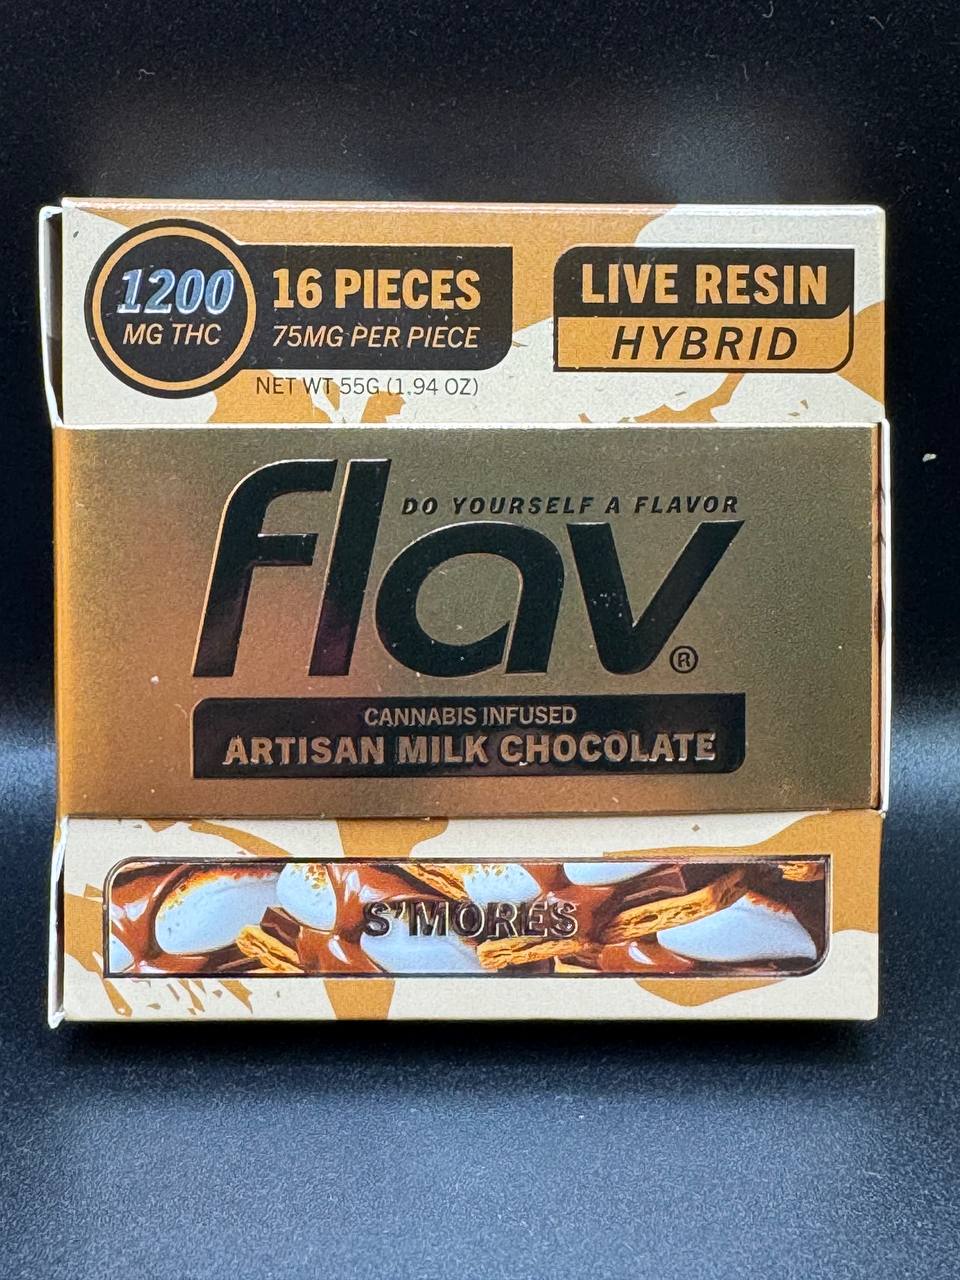 1200
MG THC
16 PIECES
75MG PER PIECE
NET WT 55G (1.94 OZ)
LIVE RESIN
HYBRID
DO YOURSELF A FLAVOR
flav®
CANNABIS INFUSED
ARTISAN MILK CHOCOLATE
S'MORES